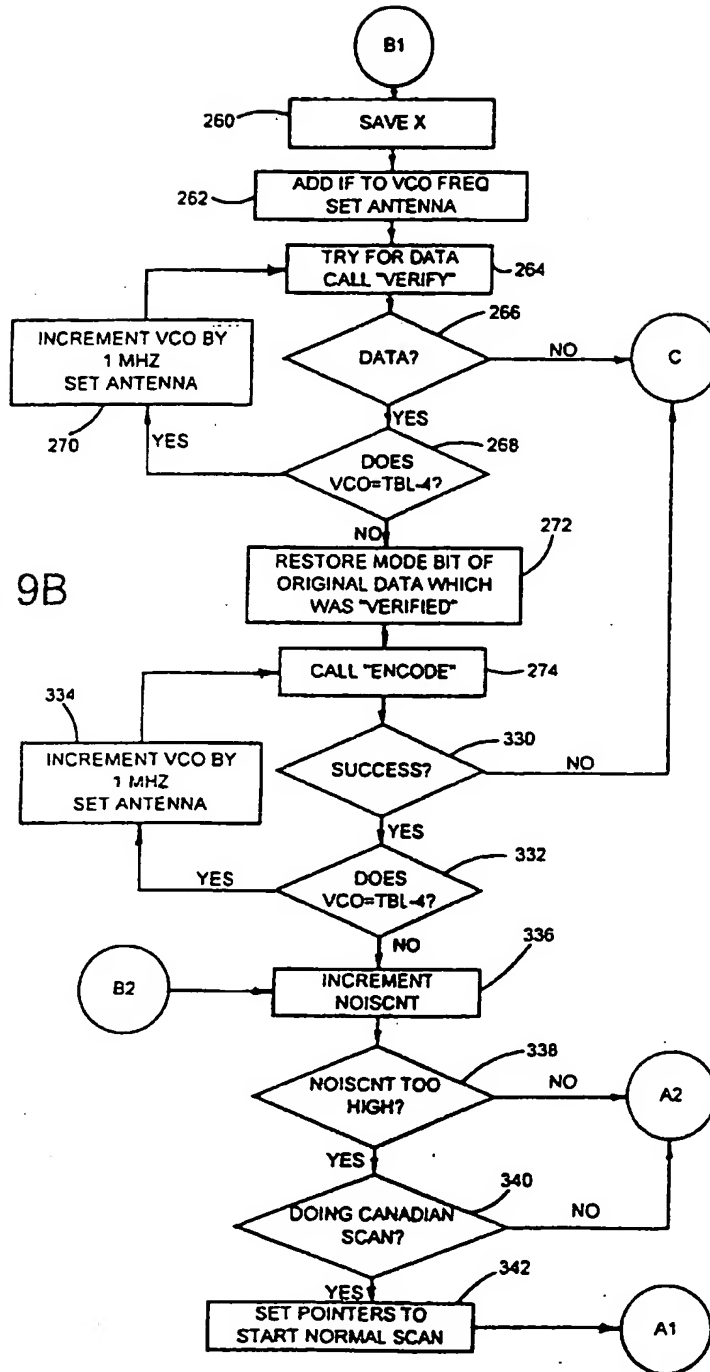 B1
260
SAVE X
262
ADD IF TO VCO FREQ
SET ANTENNA
TRY FOR DATA
CALL "VERIFY"
264
INCREMENT VCO BY
1 MHZ
SET ANTENNA
270
266
DATA?
NO
C
YES
268
YES
DOES
VCO=TBL-4?
NO
272
RESTORE MODE BIT OF
ORIGINAL DATA WHICH
WAS "VERIFIED"
9B
CALL "ENCODE"
274
334
INCREMENT VCO BY
1 MHZ
SET ANTENNA
330
SUCCESS?
NO
YES
332
YES
DOES
VCO=TBL-4?
NO
336
B2
INCREMENT
NOISCNT
338
NOISCNT TOO
HIGH?
NO
A2
YES
340
DOING CANADIAN
SCAN?
NO
YES
342
SET POINTERS TO
START NORMAL SCAN
A1